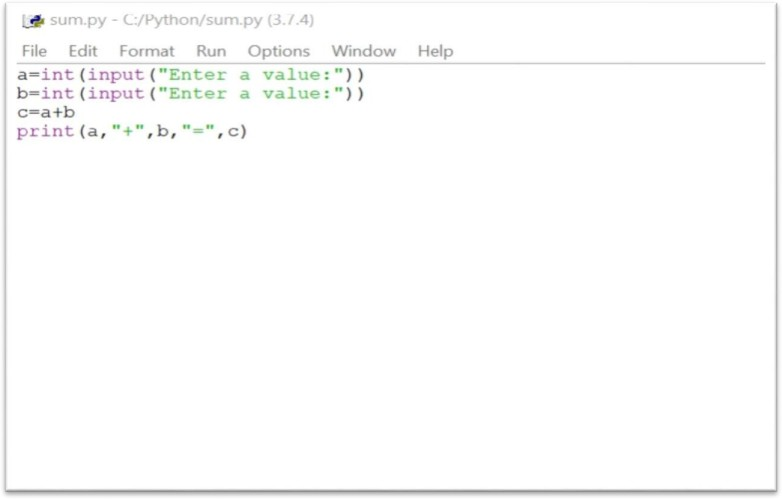 sum.py - C:/Python/sum.py (3.7.4)
File Edit Format Run Options Window Help
a=int(input("Enter a value:"))
b=int(input("Enter a value:"))
c=a+b
print(a,"+",b,"=",c)